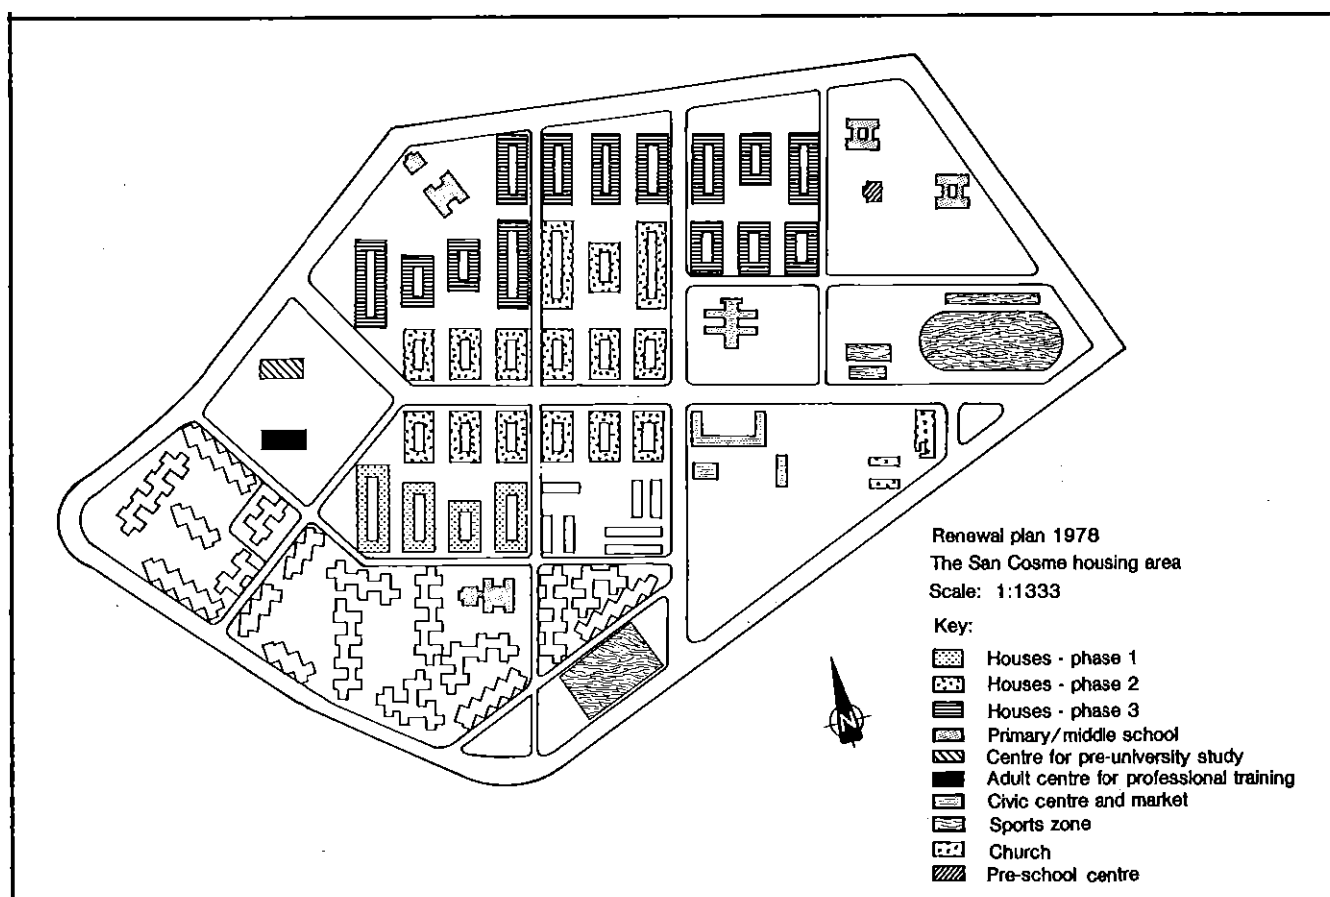 Renewal plan 1978
The San Cosme housing area
Scale: 1:1333
Key:
Houses - phase 1
Houses - phase 2
Houses - phase 3
Primary/middle school
Centre for pre-university study
Adult centre for professional training
Civic centre and market
Sports zone
Church
Pre-school centre
N